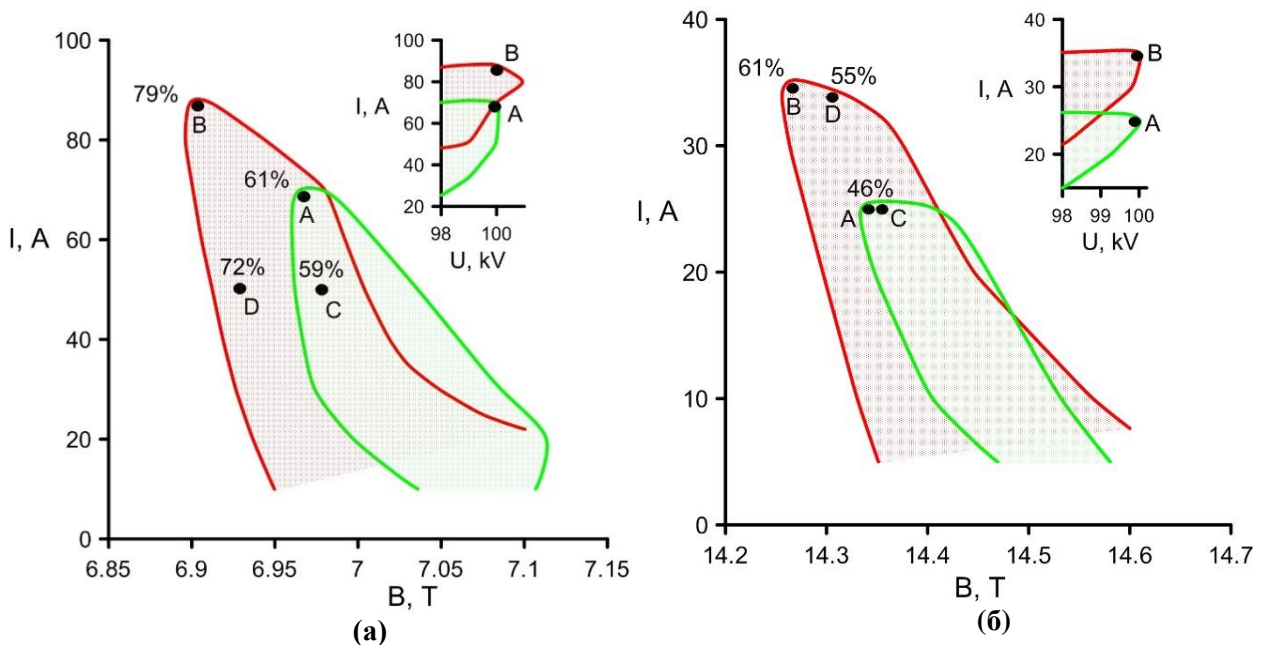 100
80
60
40
20
0
I, A
6.85
6.9
6.95
7
7.05
7.1
7.15
B, T
79%
B
61%
A
72%
D
59%
C
100
80
60
40
20
I, A
98
100
U, kV
B
A
(а)
40
30
20
10
0
I, A
14.2
14.3
14.4
14.5
14.6
14.7
B, T
61%
B
55%
D
46%
A
C
40
30
20
I, A
98
99
100
U, kV
B
A
(б)